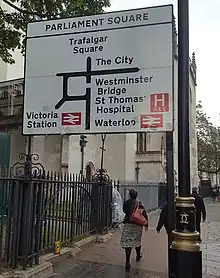 PARLIAMENT SQUARE
Trafalgar
Square
The City
Westminster
Bridge
St Thomas'
Hospital
H
A&E
Victoria
Station
Waterloo